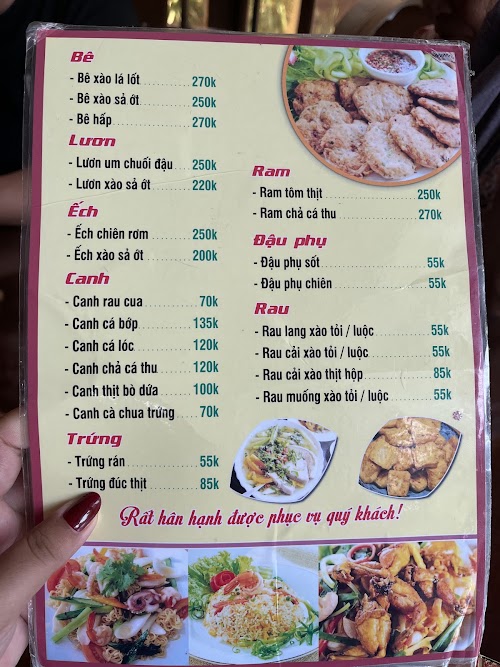 Bê
- Bê xào lá lốt 270k
- Bê xào sả ớt 250k
- Bê hấp 270k
Lươn
- Lươn um chuối đậu 250k
- Lươn xào sả ớt 220k
Ếch
- Ếch chiên rơm 250k
- Ếch xào sả ớt 200k
Canh
- Canh rau cua 70k
- Canh cá bớp 135k
- Canh cá lóc 120k
- Canh chả cá thu 120k
- Canh thịt bò dứa 100k
- Canh cà chua trứng 70k
Trứng
- Trứng rán 55k
- Trứng đúc thịt 85k
Ram
- Ram tôm thịt 250k
- Ram chả cá thu 270k
Đậu phụ
- Đậu phụ sốt 55k
- Đậu phụ chiên 55k
Rau
- Rau lang xào tỏi / luộc 55k
- Rau cải xào tỏi / luộc 55k
- Rau cải xào thịt hộp 85k
- Rau muống xào tỏi / luộc 55k
Rất hân hạnh được phục vụ quý khách!